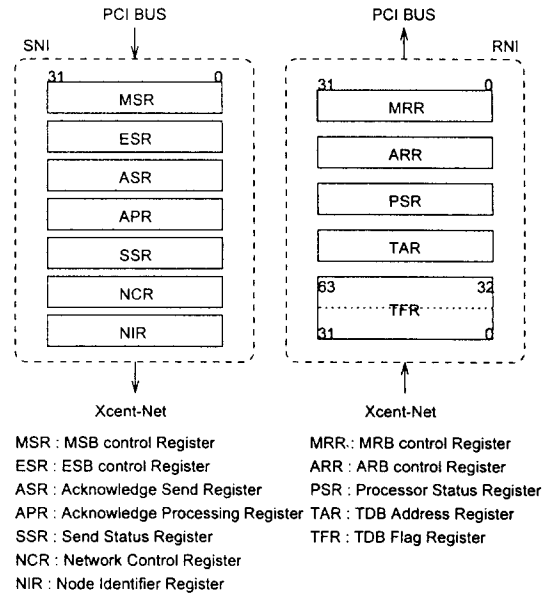 PCI BUS
SNI
31 0
MSR
ESR
ASR
APR
SSR
NCR
NIR
Xcent-Net
PCI BUS
RNI
31 0
MRR
ARR
PSR
TAR
63 32
TFR
31 0
Xcent-Net
MSR : MSB control Register
ESR : ESB control Register
ASR : Acknowledge Send Register
APR : Acknowledge Processing Register
SSR : Send Status Register
NCR : Network Control Register
NIR : Node Identifier Register
MRR : MRB control Register
ARR : ARB control Register
PSR : Processor Status Register
TAR : TDB Address Register
TFR : TDB Flag Register